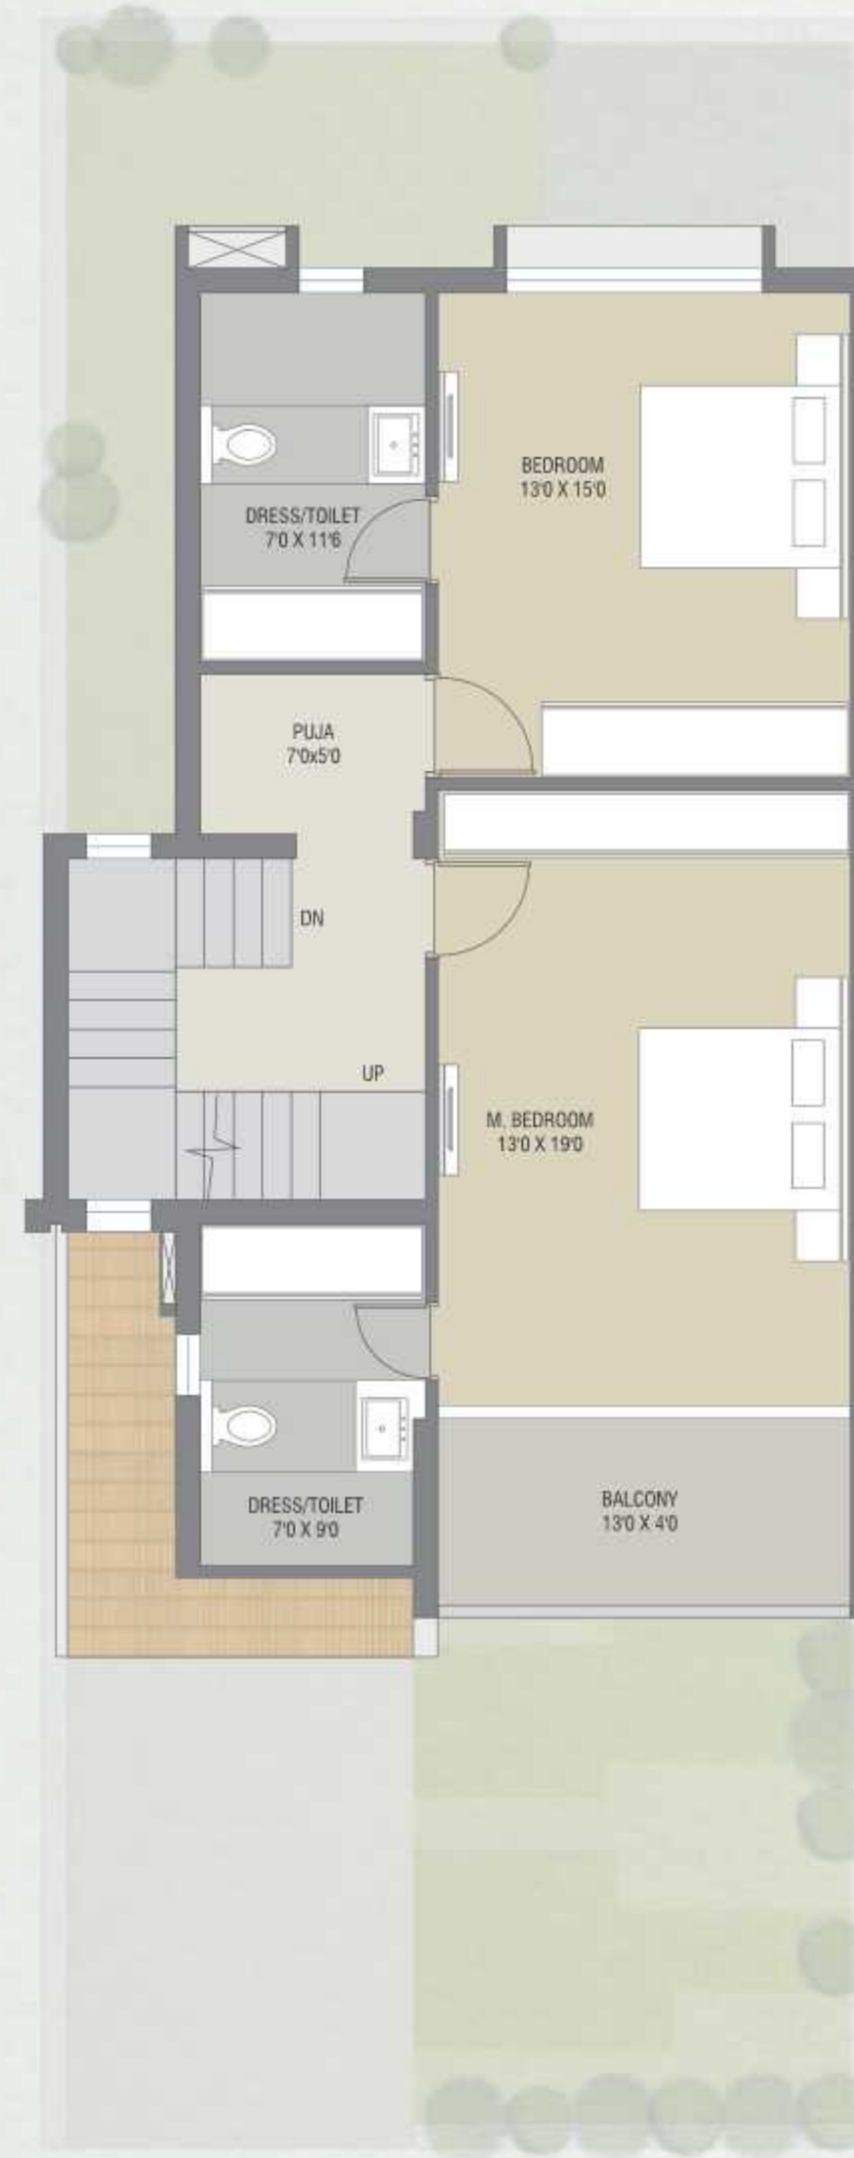 BEDROOM
13'0 X 15'0
DRESS/TOILET
7'0 X 11'6
PUJA
7'0x5'0
DN
UP
M. BEDROOM
13'0 X 19'0
DRESS/TOILET
7'0 X 9'0
BALCONY
13'0 X 4'0